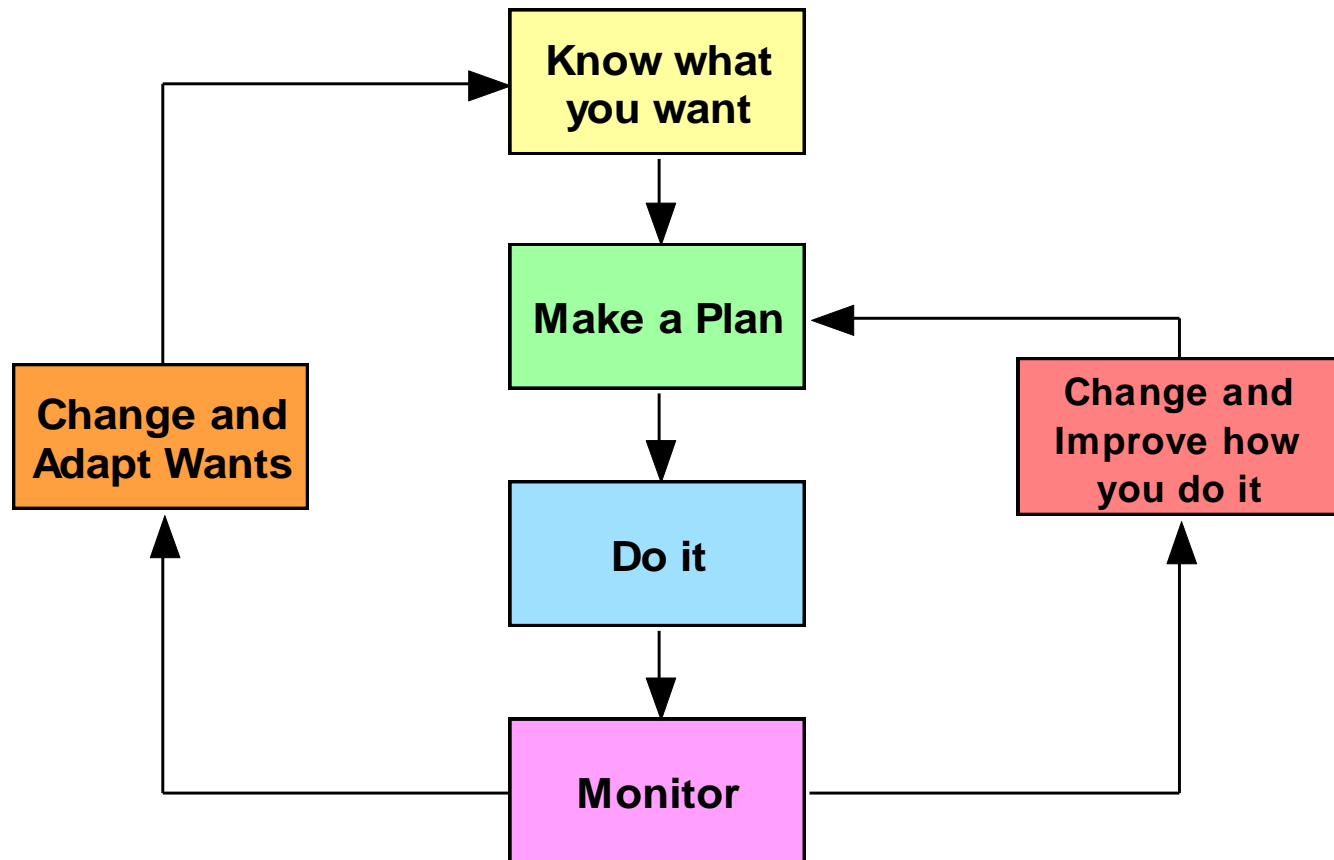 Know what
you want
Make a Plan
Change and
Adapt Wants
Change and
Improve how
you do it
Do it
Monitor